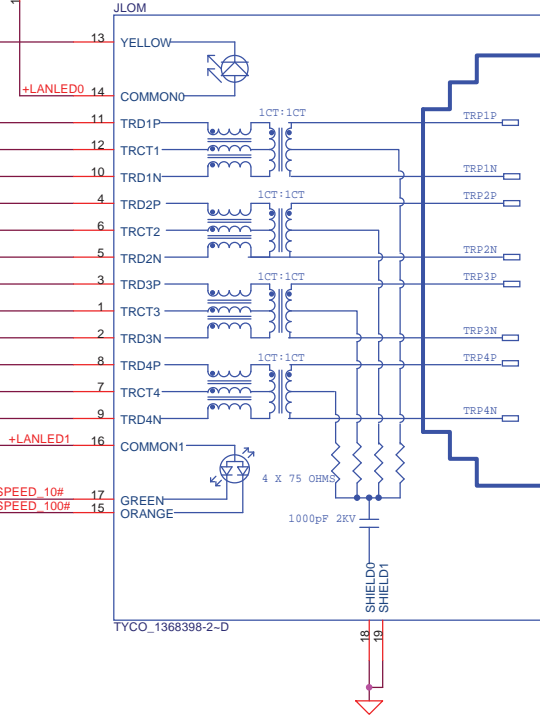 JLOM
13 YELLOW
+LANLED0 14 COMMON0
1CT:1CT
11 TRD1P TRP1P
12 TRCT1
10 TRD1N TRP1N
1CT:1CT
4 TRD2P TRP2P
6 TRCT2
5 TRD2N TRP2N
1CT:1CT
3 TRD3P TRP3P
1 TRCT3
2 TRD3N TRP3N
1CT:1CT
8 TRD4P TRP4P
7 TRCT4
9 TRD4N TRP4N
+LANLED1 16 COMMON1
4 X 75 OHMS
SPEED_10# 17 GREEN
SPEED_100# 15 ORANGE
1000pF 2KV
SHIELD0
SHIELD1
TYCO_1368398-2~D
18
19